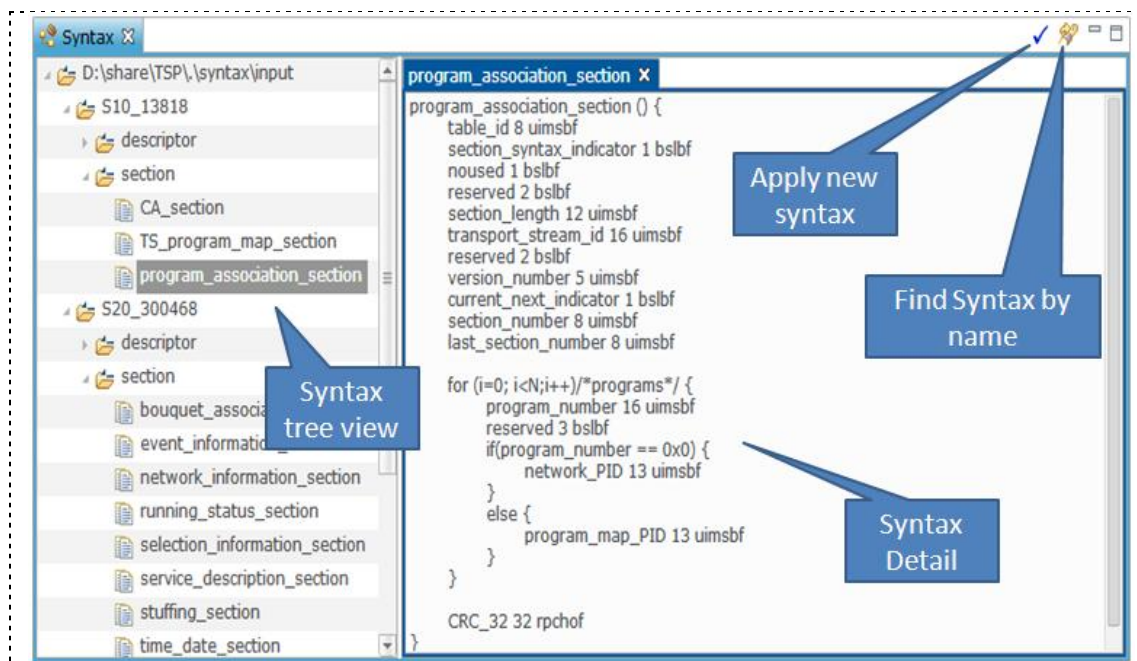 Syntax
D:\share\TSP\.\syntax\input
S10_13818
descriptor
section
CA_section
TS_program_map_section
program_association_section
S20_300468
descriptor
section
bouquet_associa
event_informatio
network_information_section
running_status_section
selection_information_section
service_description_section
stuffing_section
time_date_section
Syntax
tree view
program_association_section X
program_association_section () {
table_id 8 uimsbf
section_syntax_indicator 1 bslbf
noused 1 bslbf
reserved 2 bslbf
section_length 12 uimsbf
transport_stream_id 16 uimsbf
reserved 2 bslbf
version_number 5 uimsbf
current_next_indicator 1 bslbf
section_number 8 uimsbf
last_section_number 8 uimsbf
for (i=0; i<N;i++)/*programs*/ {
program_number 16 uimsbf
reserved 3 bslbf
if(program_number == 0x0) {
network_PID 13 uimsbf
}
else {
program_map_PID 13 uimsbf
}
}
CRC_32 32 rpchof
}
Apply new
syntax
Find Syntax by
name
Syntax
Detail